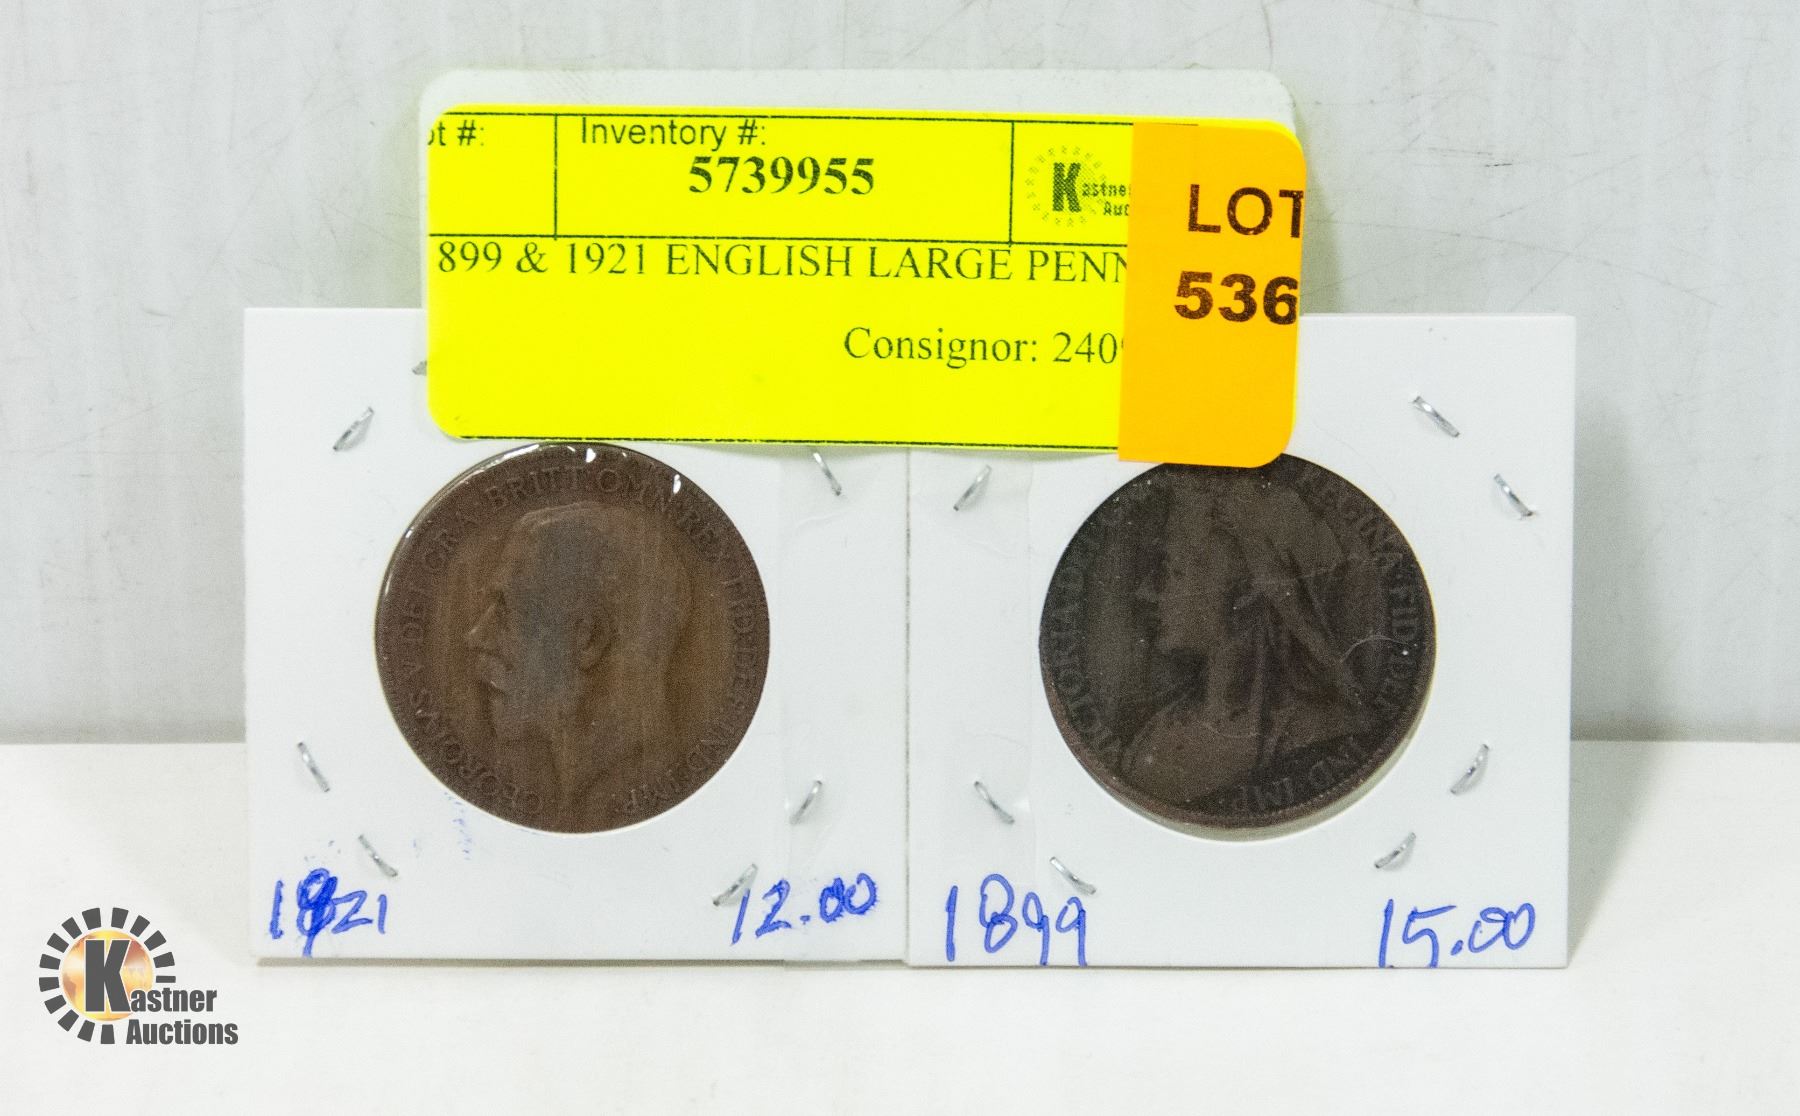 ot #:
Inventory #:
5739955
Kastner
Auc
LOT
536
899 & 1921 ENGLISH LARGE PENN
Consignor: 240
GEORGIVS V DEI GRA BRITT:OMN:REX FID:DEF:IND:IMP:
VICTORIA·DEI·GRA REGINA·FID·DEF IND·IMP·
1921
12.00
1899
15.00
Kastner
Auctions